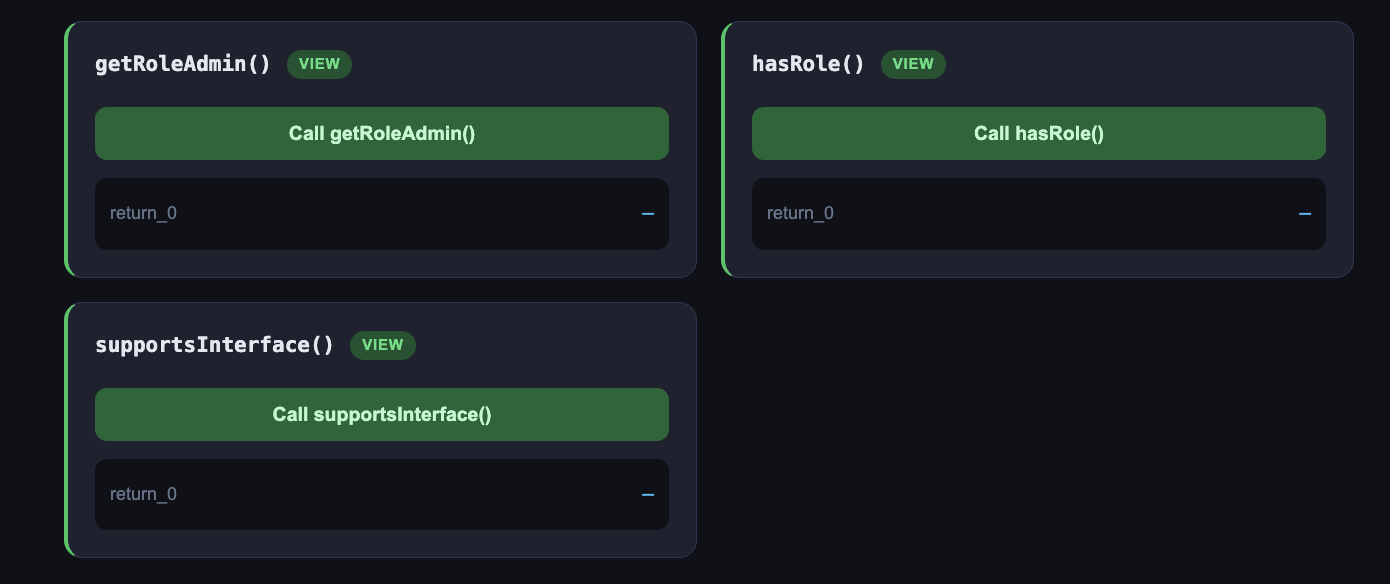 getRoleAdmin() VIEW
Call getRoleAdmin()
return_0 –
hasRole() VIEW
Call hasRole()
return_0 –
supportsInterface() VIEW
Call supportsInterface()
return_0 –